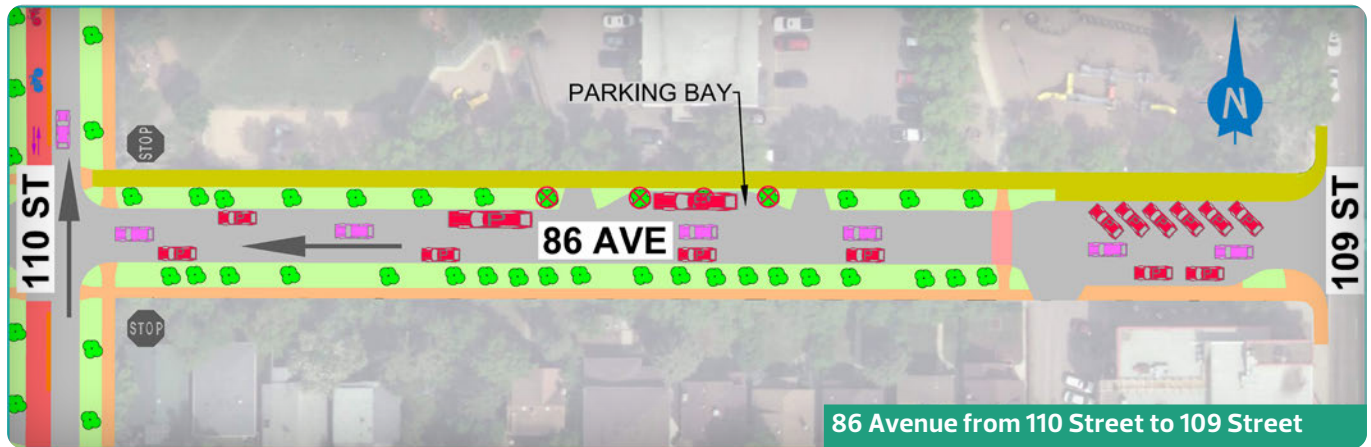 PARKING BAY
N
STOP
110 ST
86 AVE
109 ST
STOP
86 Avenue from 110 Street to 109 Street